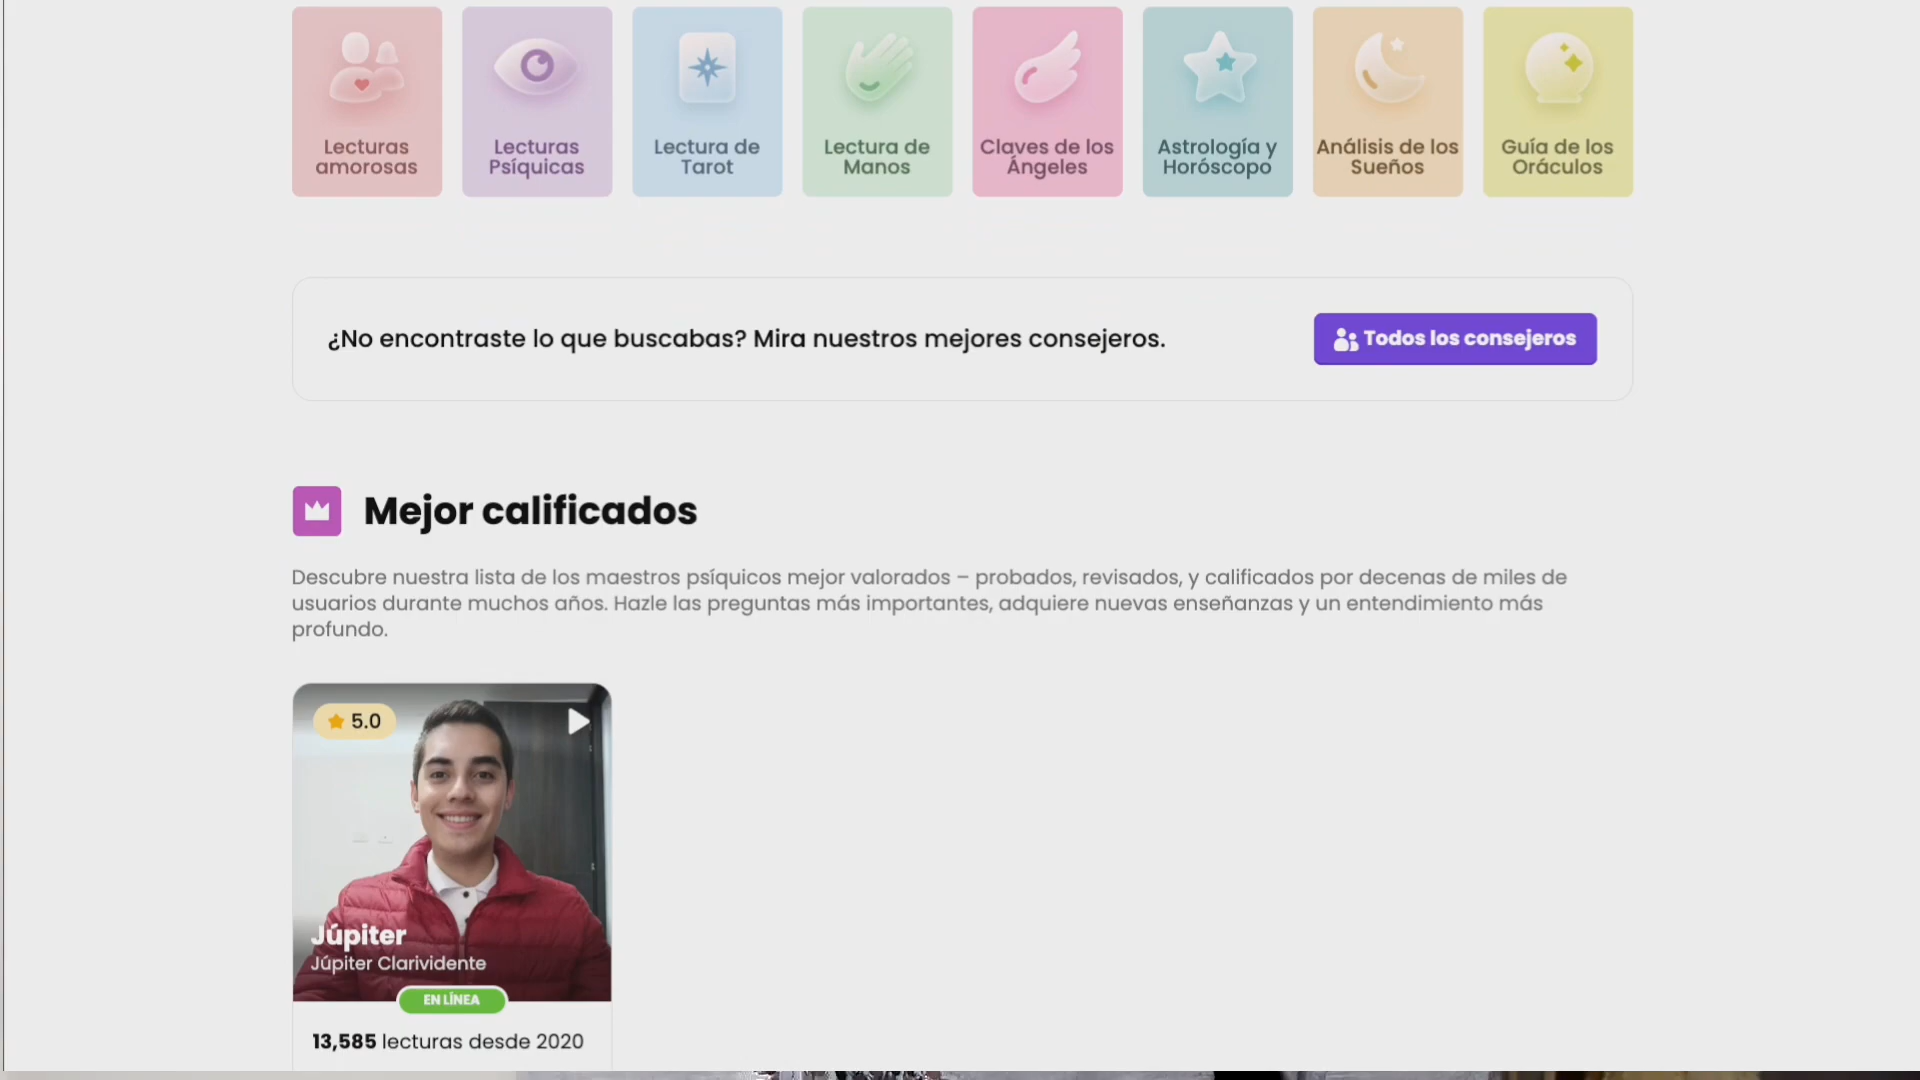 Lecturas
amorosas
Lecturas
Psíquicas
Lectura de
Tarot
Lectura de
Manos
Claves de los
Ángeles
Astrología y
Horóscopo
Análisis de los
Sueños
Guía de los
Oráculos
¿No encontraste lo que buscabas? Mira nuestros mejores consejeros.
Todos los consejeros
Mejor calificados
Descubre nuestra lista de los maestros psíquicos mejor valorados – probados, revisados, y calificados por decenas de miles de
usuarios durante muchos años. Hazle las preguntas más importantes, adquiere nuevas enseñanzas y un entendimiento más
profundo.
5.0
Júpiter
Júpiter Clarividente
EN LÍNEA
13,585 lecturas desde 2020